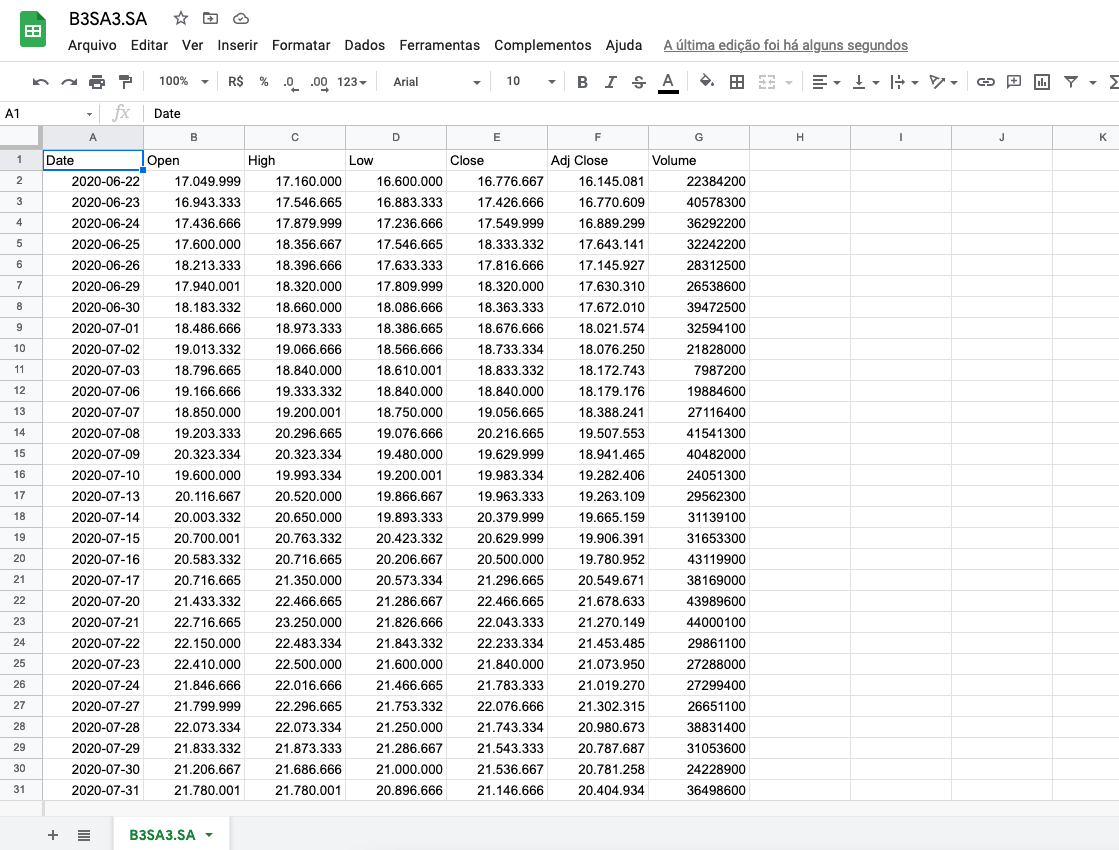 B3SA3.SA
Arquivo Editar Ver Inserir Formatar Dados Ferramentas Complementos Ajuda A última edição foi há alguns segundos
100% R$ % .0 .00 123 Arial 10 B I S A Σ
A1 fx Date
A B C D E F G H I J K
1 Date Open High Low Close Adj Close Volume
2 2020-06-22 17.049.999 17.160.000 16.600.000 16.776.667 16.145.081 22384200
3 2020-06-23 16.943.333 17.546.665 16.883.333 17.426.666 16.770.609 40578300
4 2020-06-24 17.436.666 17.879.999 17.236.666 17.549.999 16.889.299 36292200
5 2020-06-25 17.600.000 18.356.667 17.546.665 18.333.332 17.643.141 32242200
6 2020-06-26 18.213.333 18.396.666 17.633.333 17.816.666 17.145.927 28312500
7 2020-06-29 17.940.001 18.320.000 17.809.999 18.320.000 17.630.310 26538600
8 2020-06-30 18.183.332 18.660.000 18.086.666 18.363.333 17.672.010 39472500
9 2020-07-01 18.486.666 18.973.333 18.386.665 18.676.666 18.021.574 32594100
10 2020-07-02 19.013.332 19.066.666 18.566.666 18.733.334 18.076.250 21828000
11 2020-07-03 18.796.665 18.840.000 18.610.001 18.833.332 18.172.743 7987200
12 2020-07-06 19.166.666 19.333.332 18.840.000 18.840.000 18.179.176 19884600
13 2020-07-07 18.850.000 19.200.001 18.750.000 19.056.665 18.388.241 27116400
14 2020-07-08 19.203.333 20.296.665 19.076.666 20.216.665 19.507.553 41541300
15 2020-07-09 20.323.334 20.323.334 19.480.000 19.629.999 18.941.465 40482000
16 2020-07-10 19.600.000 19.993.334 19.200.001 19.983.334 19.282.406 24051300
17 2020-07-13 20.116.667 20.520.000 19.866.667 19.963.333 19.263.109 29562300
18 2020-07-14 20.003.332 20.650.000 19.893.333 20.379.999 19.665.159 31139100
19 2020-07-15 20.700.001 20.763.332 20.423.332 20.629.999 19.906.391 31653300
20 2020-07-16 20.583.332 20.716.665 20.206.667 20.500.000 19.780.952 43119900
21 2020-07-17 20.716.665 21.350.000 20.573.334 21.296.665 20.549.671 38169000
22 2020-07-20 21.433.332 22.466.665 21.286.667 22.466.665 21.678.633 43989600
23 2020-07-21 22.716.665 23.250.000 21.826.666 22.043.333 21.270.149 44000100
24 2020-07-22 22.150.000 22.483.334 21.843.332 22.233.334 21.453.485 29861100
25 2020-07-23 22.410.000 22.500.000 21.600.000 21.840.000 21.073.950 27288000
26 2020-07-24 21.846.666 22.016.666 21.466.665 21.783.333 21.019.270 27299400
27 2020-07-27 21.799.999 22.296.665 21.753.332 22.076.666 21.302.315 26651100
28 2020-07-28 22.073.334 22.073.334 21.250.000 21.743.334 20.980.673 38831400
29 2020-07-29 21.833.332 21.873.333 21.286.667 21.543.333 20.787.687 31053600
30 2020-07-30 21.206.667 21.686.666 21.000.000 21.536.667 20.781.258 24228900
31 2020-07-31 21.780.001 21.780.001 20.896.666 21.146.666 20.404.934 36498600
B3SA3.SA